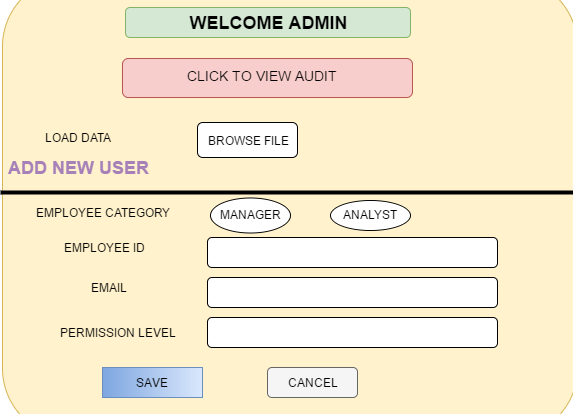 WELCOME ADMIN
CLICK TO VIEW AUDIT
LOAD DATA BROWSE FILE
ADD NEW USER
EMPLOYEE CATEGORY MANAGER ANALYST
EMPLOYEE ID
EMAIL
PERMISSION LEVEL
SAVE CANCEL